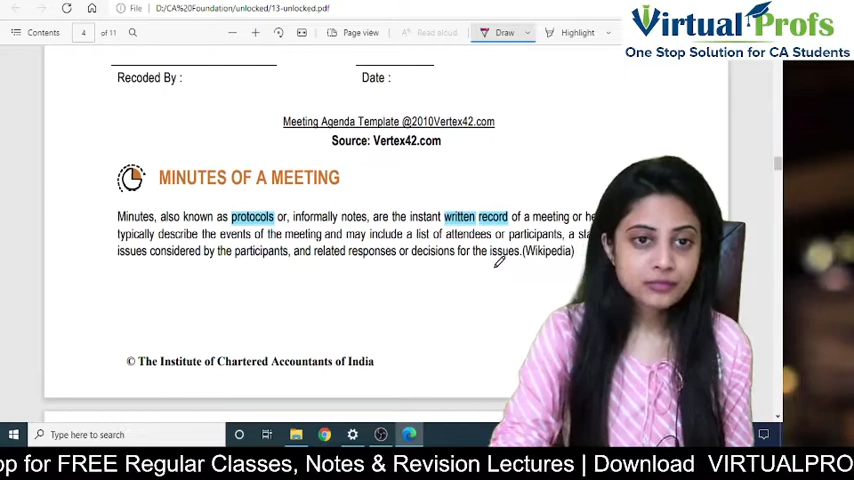 File
D:/CA%20Foundation/unlocked/13-unlocked.pdf
Virtual Profs
One Stop Solution for CA Students
Contents
4 of 11
Page view
Read aloud
Draw
Highlight
Recoded By :
Date :
Meeting Agenda Template @2010Vertex42.com
Source: Vertex42.com
MINUTES OF A MEETING
Minutes, also known as protocols or, informally notes, are the instant written record of a meeting or
typically describe the events of the meeting and may include a list of attendees or participants, a
issues considered by the participants, and related responses or decisions for the issues.(Wikipedia)
© The Institute of Chartered Accountants of India
Type here to search
for FREE Regular Classes, Notes & Revision Lectures | Download